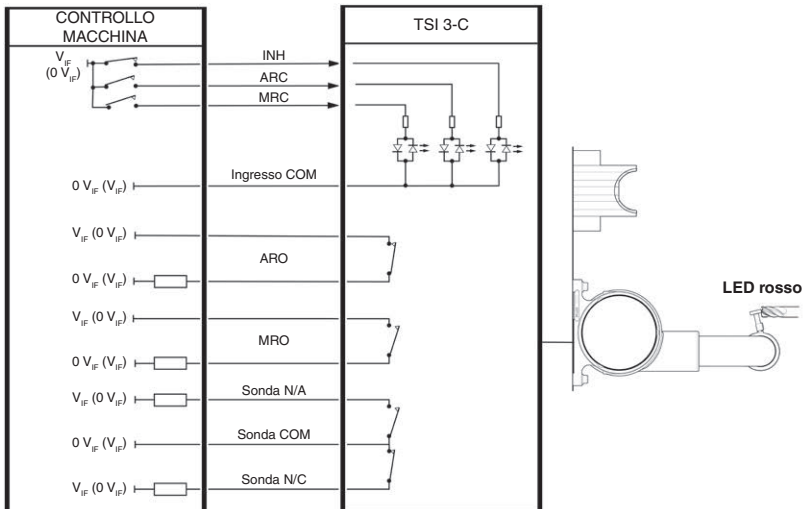 CONTROLLO
MACCHINA
TSI 3-C
V_IF
(0 V_IF)
INH
ARC
MRC
0 V_IF (V_IF)
Ingresso COM
V_IF (0 V_IF)
ARO
0 V_IF (V_IF)
V_IF (0 V_IF)
MRO
0 V_IF (V_IF)
V_IF (0 V_IF)
Sonda N/A
0 V_IF (V_IF)
Sonda COM
V_IF (0 V_IF)
Sonda N/C
LED rosso